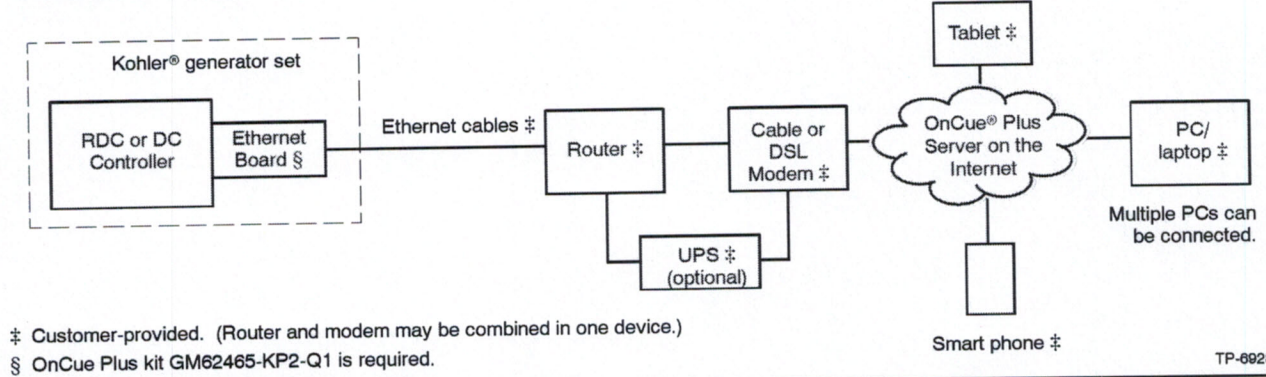 Kohler® generator set
RDC or DC
Controller
Ethernet
Board §
Ethernet cables ‡
Router ‡
Cable or
DSL
Modem ‡
UPS ‡
(optional)
Tablet ‡
OnCue® Plus
Server on the
Internet
PC/
laptop ‡
Multiple PCs can
be connected.
Smart phone ‡
‡ Customer-provided. (Router and modem may be combined in one device.)
§ OnCue Plus kit GM62465-KP2-Q1 is required.